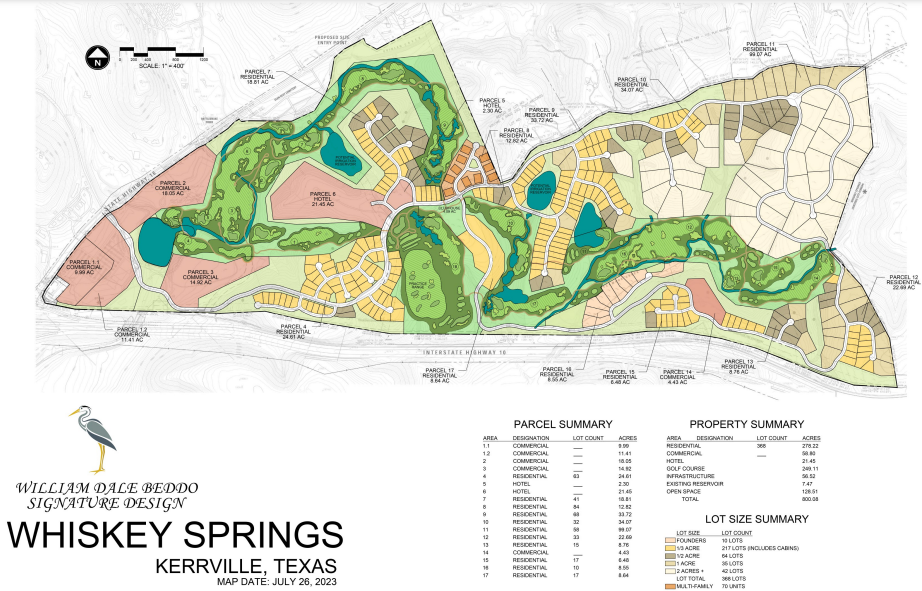 PROPOSED SITE
ENTRY POINT
N
SCALE: 1" = 400'
PARCEL 7
RESIDENTIAL
18.81 AC
PARCEL 5
HOTEL
2.30 AC
PARCEL 8
RESIDENTIAL
12.82 AC
PARCEL 9
RESIDENTIAL
33.72 AC
PARCEL 10
RESIDENTIAL
34.07 AC
PARCEL 11
RESIDENTIAL
99.07 AC
STATE HIGHWAY 16
PARCEL 2
COMMERCIAL
18.05 AC
PARCEL 6
HOTEL
21.45 AC
PARCEL 1.1
COMMERCIAL
9.99 AC
PARCEL 3
COMMERCIAL
14.92 AC
PRACTICE
RANGE
PARCEL 12
RESIDENTIAL
22.69 AC
PARCEL 1.2
COMMERCIAL
11.41 AC
PARCEL 4
RESIDENTIAL
24.61 AC
INTERSTATE HIGHWAY 10
PARCEL 17
RESIDENTIAL
8.64 AC
PARCEL 16
RESIDENTIAL
8.55 AC
PARCEL 15
RESIDENTIAL
6.48 AC
PARCEL 14
COMMERCIAL
4.43 AC
PARCEL 13
RESIDENTIAL
8.76 AC
WILLIAM DALE BEDDO
SIGNATURE DESIGN
WHISKEY SPRINGS
KERRVILLE, TEXAS
MAP DATE: JULY 26, 2023
PARCEL SUMMARY
AREA DESIGNATION LOT COUNT ACRES
1.1 COMMERCIAL ___ 9.99
1.2 COMMERCIAL ___ 11.41
2 COMMERCIAL ___ 18.05
3 COMMERCIAL ___ 14.92
4 RESIDENTIAL 63 24.61
5 HOTEL ___ 2.30
6 HOTEL ___ 21.45
7 RESIDENTIAL 41 18.81
8 RESIDENTIAL 84 12.82
9 RESIDENTIAL 68 33.72
10 RESIDENTIAL 32 34.07
11 RESIDENTIAL 58 99.07
12 RESIDENTIAL 33 22.69
13 RESIDENTIAL 15 8.76
14 COMMERCIAL ___ 4.43
15 RESIDENTIAL 17 6.48
16 RESIDENTIAL 10 8.55
17 RESIDENTIAL 17 8.64
PROPERTY SUMMARY
AREA DESIGNATION LOT COUNT ACRES
RESIDENTIAL 368 278.22
COMMERCIAL ___ 58.80
HOTEL 21.45
GOLF COURSE 249.11
INFRASTRUCTURE 56.52
EXISTING RESERVOIR 7.47
OPEN SPACE 128.51
TOTAL 800.08
LOT SIZE SUMMARY
LOT SIZE LOT COUNT
FOUNDERS 10 LOTS
1/3 ACRE 217 LOTS (INCLUDES CABINS)
1/2 ACRE 64 LOTS
1 ACRE 35 LOTS
2 ACRES + 42 LOTS
LOT TOTAL 368 LOTS
MULTI-FAMILY 70 UNITS